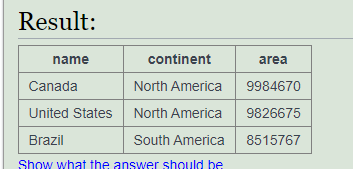 Result:
name continent area
Canada North America 9984670
United States North America 9826675
Brazil South America 8515767
Show what the answer should be